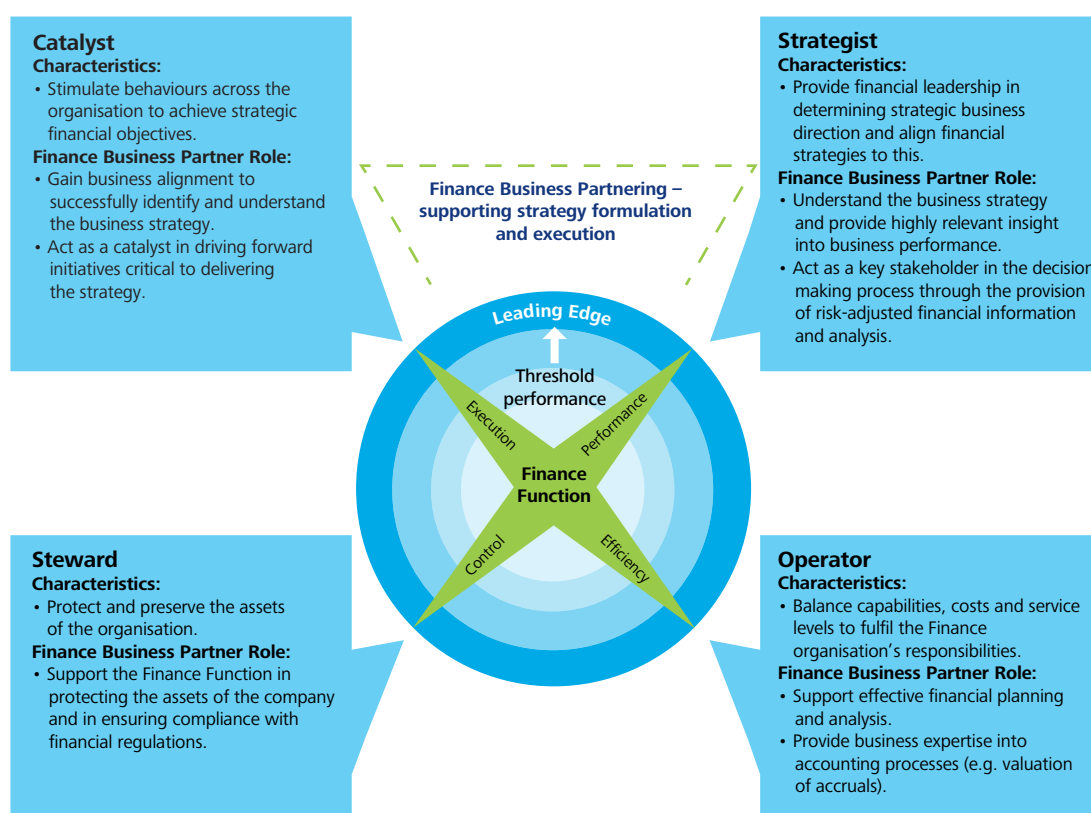 Catalyst
Characteristics:
• Stimulate behaviours across the
organisation to achieve strategic
financial objectives.
Finance Business Partner Role:
• Gain business alignment to
successfully identify and understand
the business strategy.
• Act as a catalyst in driving forward
initiatives critical to delivering
the strategy.
Strategist
Characteristics:
• Provide financial leadership in
determining strategic business
direction and align financial
strategies to this.
Finance Business Partner Role:
• Understand the business strategy
and provide highly relevant insight
into business performance.
• Act as a key stakeholder in the decision
making process through the provision
of risk-adjusted financial information
and analysis.
Finance Business Partnering –
supporting strategy formulation
and execution
Leading Edge
Threshold
performance
Execution
Performance
Finance
Function
Control
Efficiency
Steward
Characteristics:
• Protect and preserve the assets
of the organisation.
Finance Business Partner Role:
• Support the Finance Function in
protecting the assets of the company
and in ensuring compliance with
financial regulations.
Operator
Characteristics:
• Balance capabilities, costs and service
levels to fulfil the Finance
organisation's responsibilities.
Finance Business Partner Role:
• Support effective financial planning
and analysis.
• Provide business expertise into
accounting processes (e.g. valuation
of accruals).